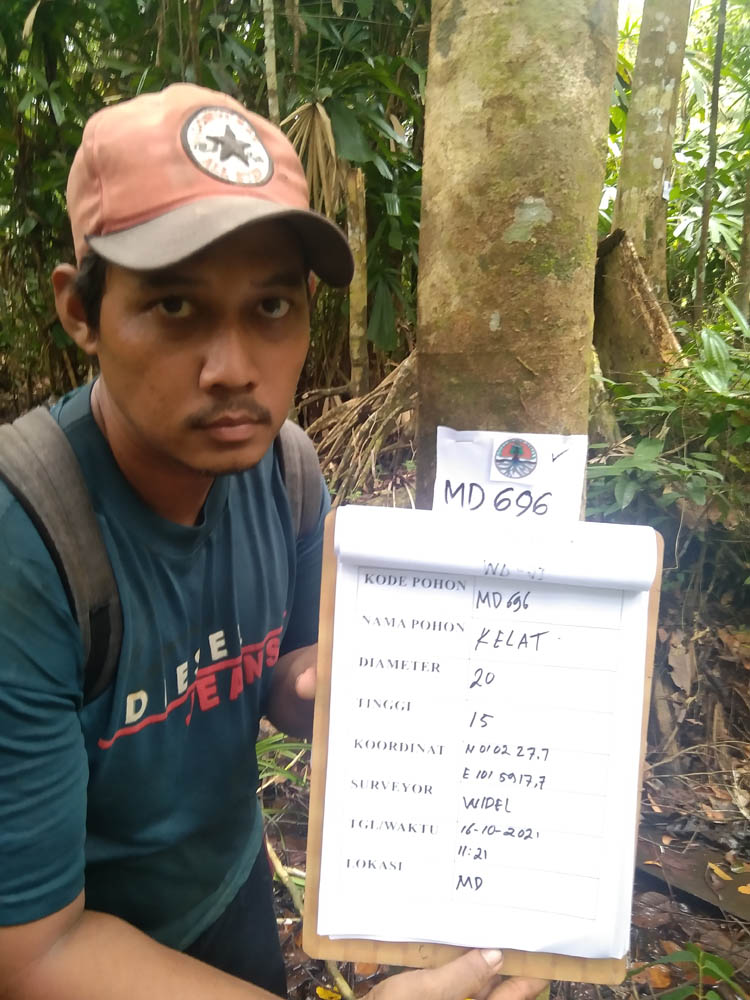 MD 696
KODE POHON MD 696
NAMA POHON KELAT
DIAMETER 20
TINGGI 15
KOORDINAT N 01 02 27,7
E 101 59 17,7
SURVEYOR WIDEL
TGL/WAKTU 16-10-2021
11:21
LOKASI MD
DIESEL
JEANS